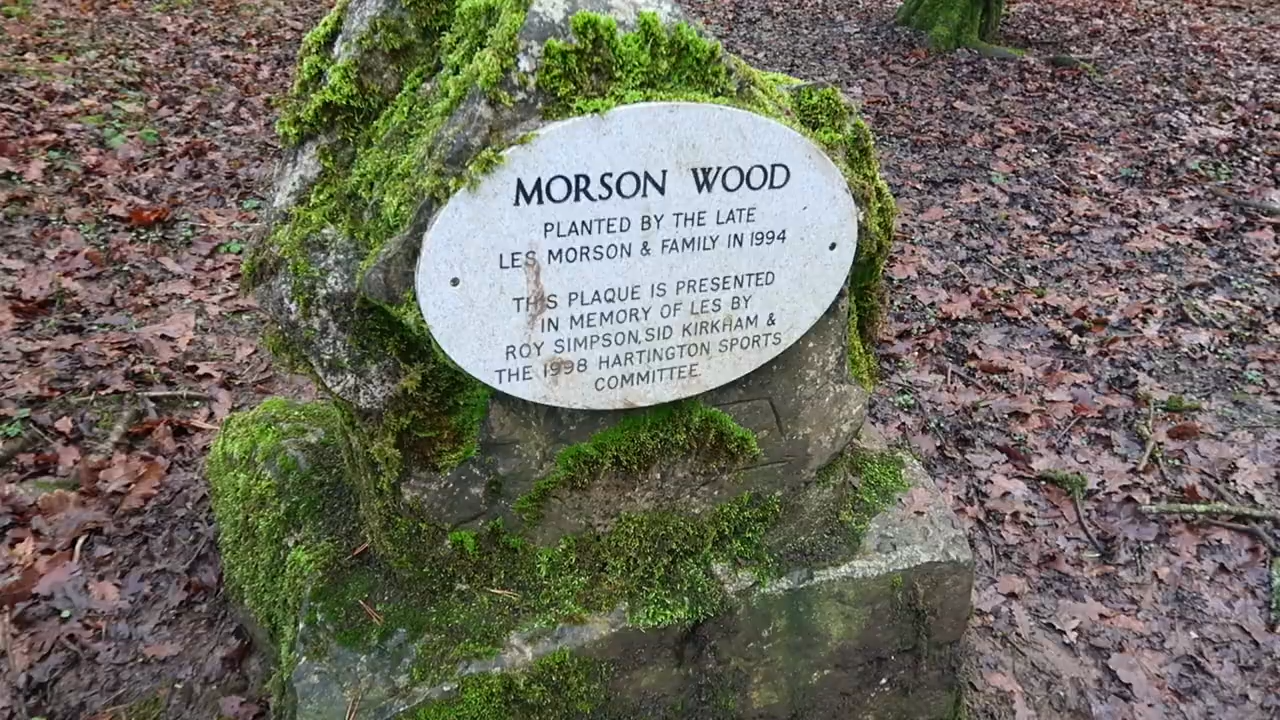 MORSON WOOD
PLANTED BY THE LATE
LES MORSON & FAMILY IN 1994
THIS PLAQUE IS PRESENTED
IN MEMORY OF LES BY
ROY SIMPSON, SID KIRKHAM &
THE 1998 HARTINGTON SPORTS
COMMITTEE.